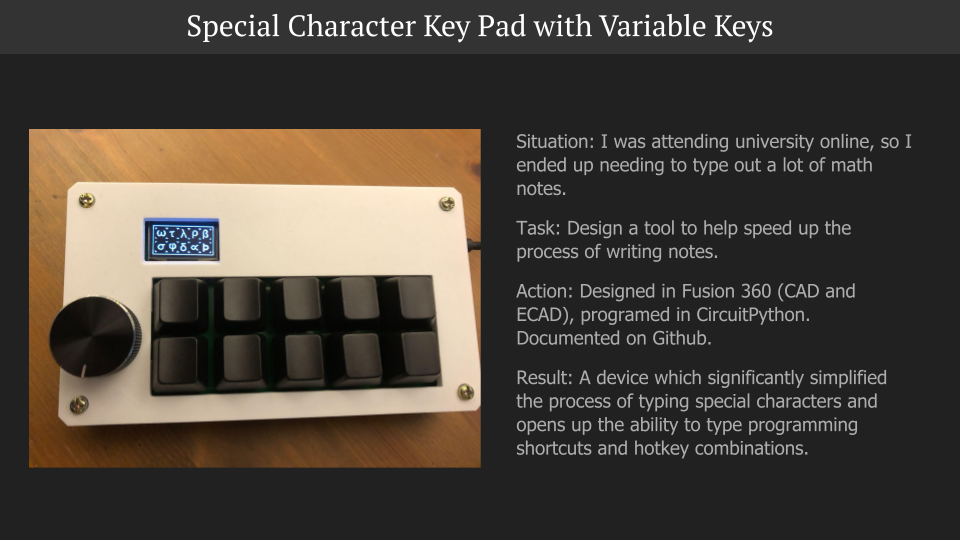 Special Character Key Pad with Variable Keys
ω τ λ ρ β
σ φ δ α þ
Situation: I was attending university online, so I
ended up needing to type out a lot of math
notes.
Task: Design a tool to help speed up the
process of writing notes.
Action: Designed in Fusion 360 (CAD and
ECAD), programed in CircuitPython.
Documented on Github.
Result: A device which significantly simplified
the process of typing special characters and
opens up the ability to type programming
shortcuts and hotkey combinations.